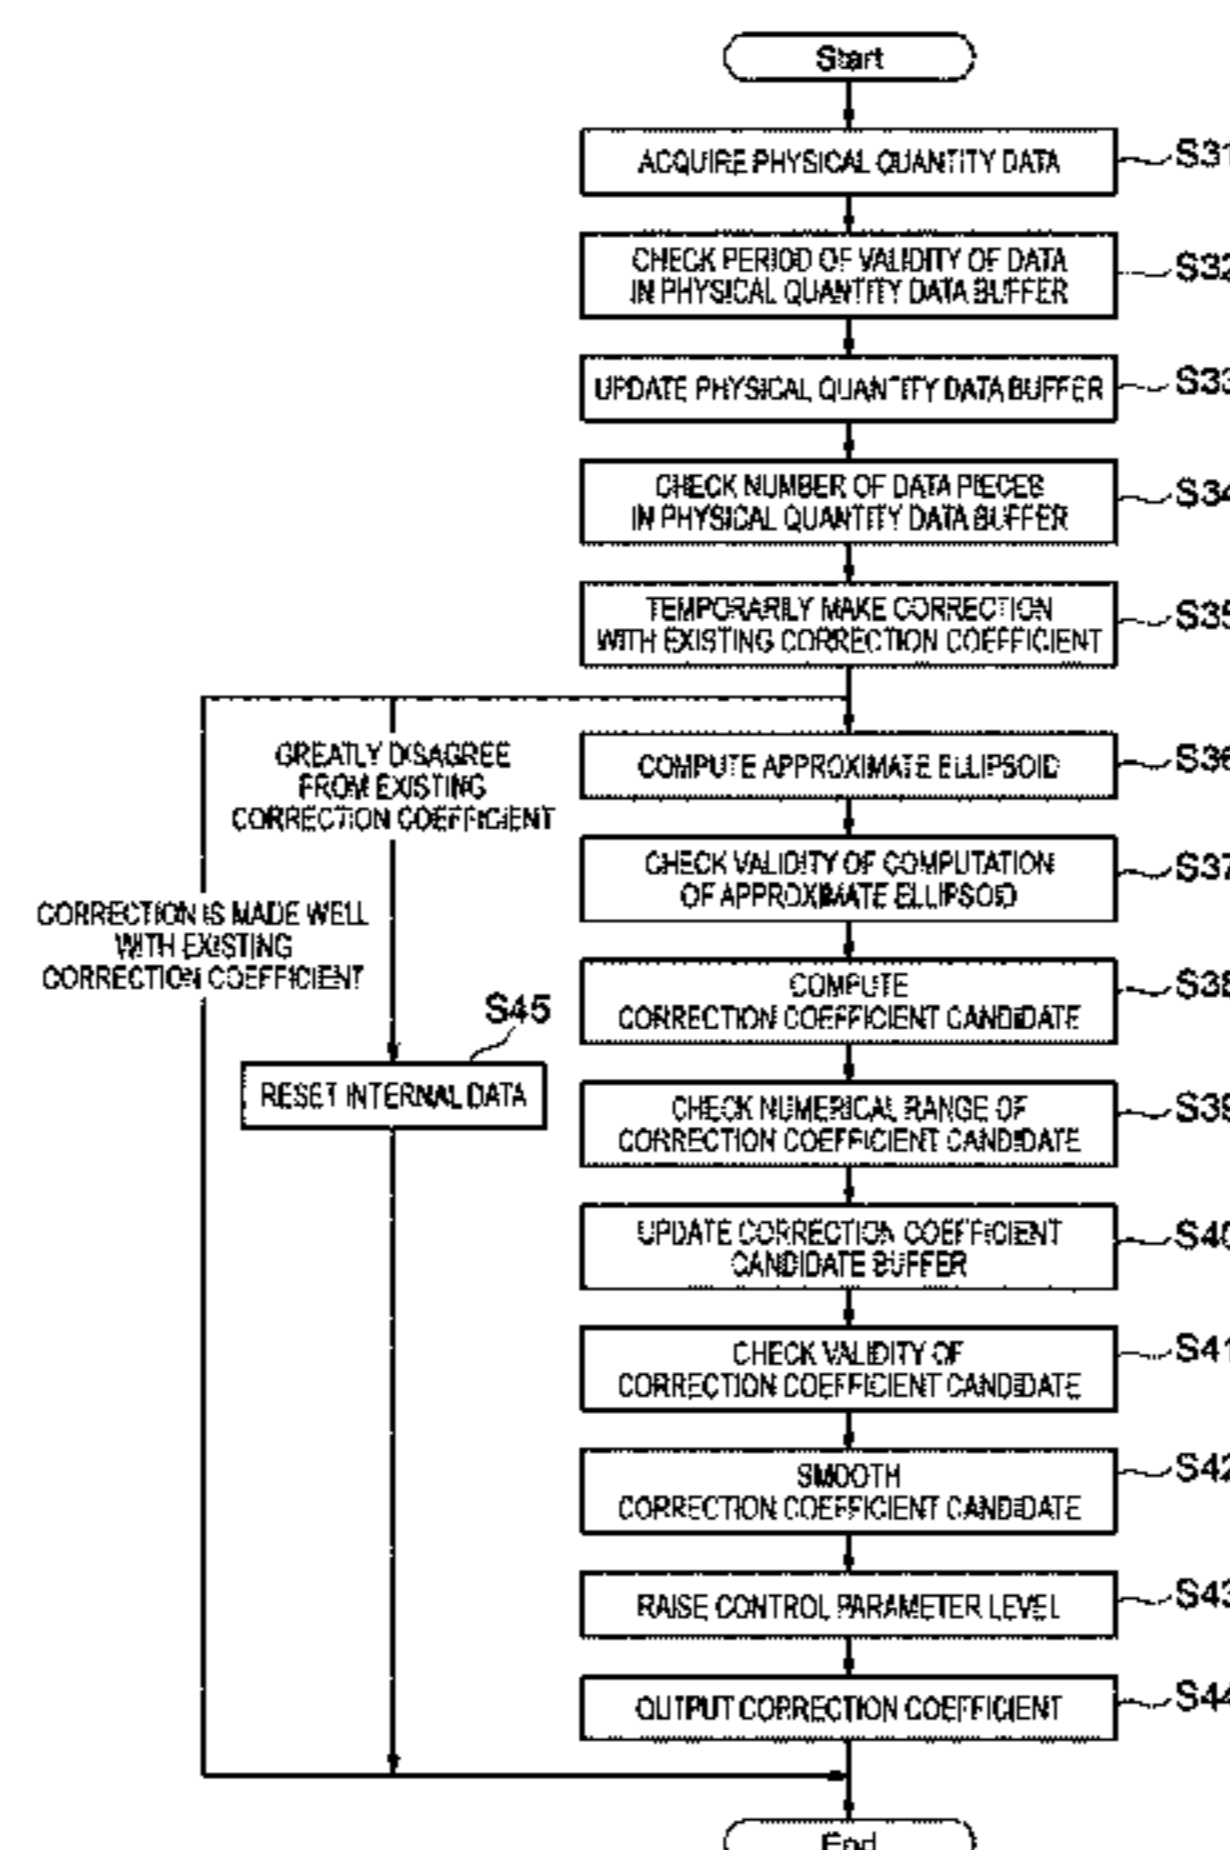 Start
ACQUIRE PHYSICAL QUANTITY DATA
S31
CHECK PERIOD OF VALIDITY OF DATA
IN PHYSICAL QUANTITY DATA BUFFER
S32
UPDATE PHYSICAL QUANTITY DATA BUFFER
S33
CHECK NUMBER OF DATA PIECES
IN PHYSICAL QUANTITY DATA BUFFER
S34
TEMPORARILY MAKE CORRECTION
WITH EXISTING CORRECTION COEFFICIENT
S35
GREATLY DISAGREE
FROM EXISTING
CORRECTION COEFFICIENT
COMPUTE APPROXIMATE ELLIPSOID
S36
CHECK VALIDITY OF COMPUTATION
OF APPROXIMATE ELLIPSOID
S37
CORRECTION IS MADE WELL
WITH EXISTING
CORRECTION COEFFICIENT
COMPUTE
CORRECTION COEFFICIENT CANDIDATE
S38
S45
RESET INTERNAL DATA
CHECK NUMERICAL RANGE OF
CORRECTION COEFFICIENT CANDIDATE
S39
UPDATE CORRECTION COEFFICIENT
CANDIDATE BUFFER
S40
CHECK VALIDITY OF
CORRECTION COEFFICIENT CANDIDATE
S41
SMOOTH
CORRECTION COEFFICIENT CANDIDATE
S42
RAISE CONTROL PARAMETER LEVEL
S43
OUTPUT CORRECTION COEFFICIENT
S44
End